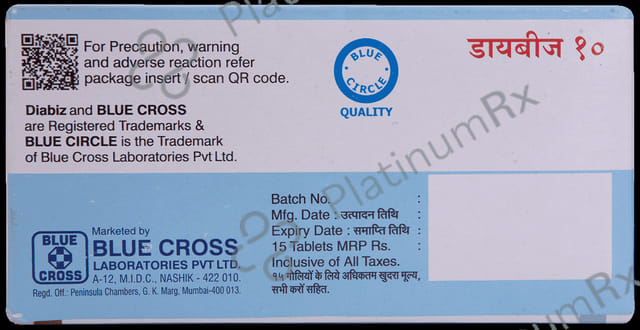 For Precaution, warning
and adverse reaction refer
package insert / scan QR code.
Diabiz and BLUE CROSS
are Registered Trademarks &
BLUE CIRCLE is the Trademark
of Blue Cross Laboratories Pvt Ltd.
BLUE
CIRCLE
QUALITY
डायबीज १०
PlatinumRx
PlatinumRx
Batch No. :
Mfg. Date : उत्पादन तिथि :
Expiry Date : समाप्ति तिथि :
15 Tablets MRP Rs. :
Inclusive of All Taxes.
१५ गोलियों के लिये अधिकतम खुदरा मूल्य,
सभी करों सहित.
BLUE
CROSS
Marketed by
BLUE CROSS
LABORATORIES PVT LTD.
A-12, M.I.D.C., NASHIK - 422 010.
Regd. Off.: Peninsula Chambers, G. K. Marg, Mumbai-400 013.